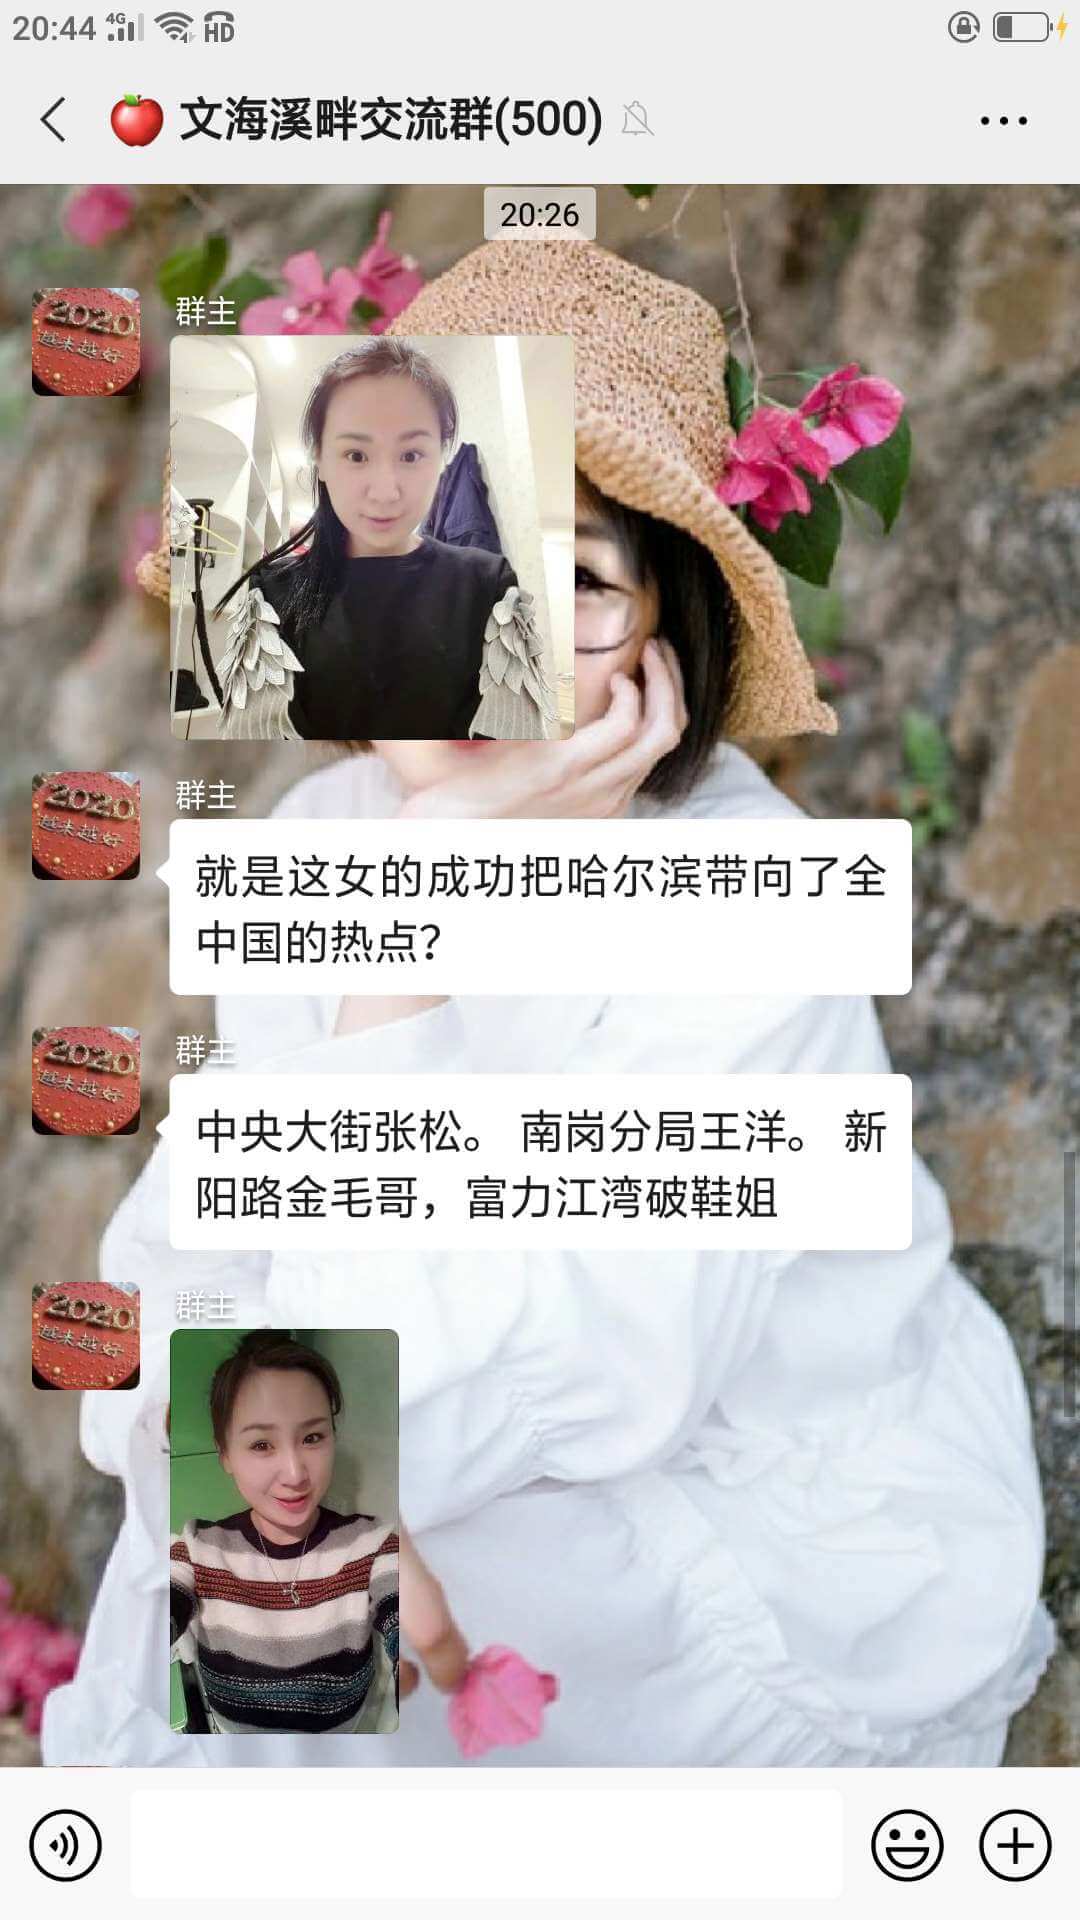 20:44 4G HD
文海溪畔交流群(500)
20:26
2020
越来越好
群主
2020
越来越好
群主
就是这女的成功把哈尔滨带向了全
中国的热点？
2020
越来越好
群主
中央大街张松。 南岗分局王洋。 新
阳路金毛哥，富力江湾破鞋姐
2020
越来越好
群主